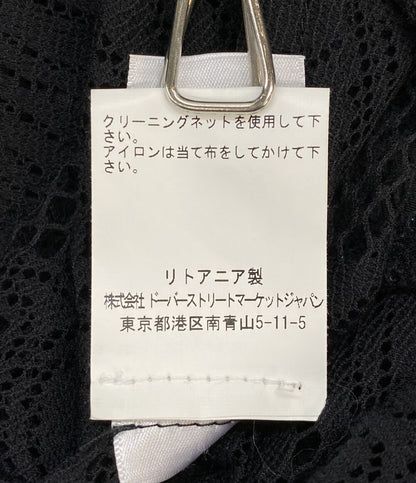 クリーニングネットを使用して下
さい。
アイロンは当て布をしてかけて下
さい。
リトアニア製
株式会社 ドーバーストリートマーケットジャパン
東京都港区南青山5-11-5